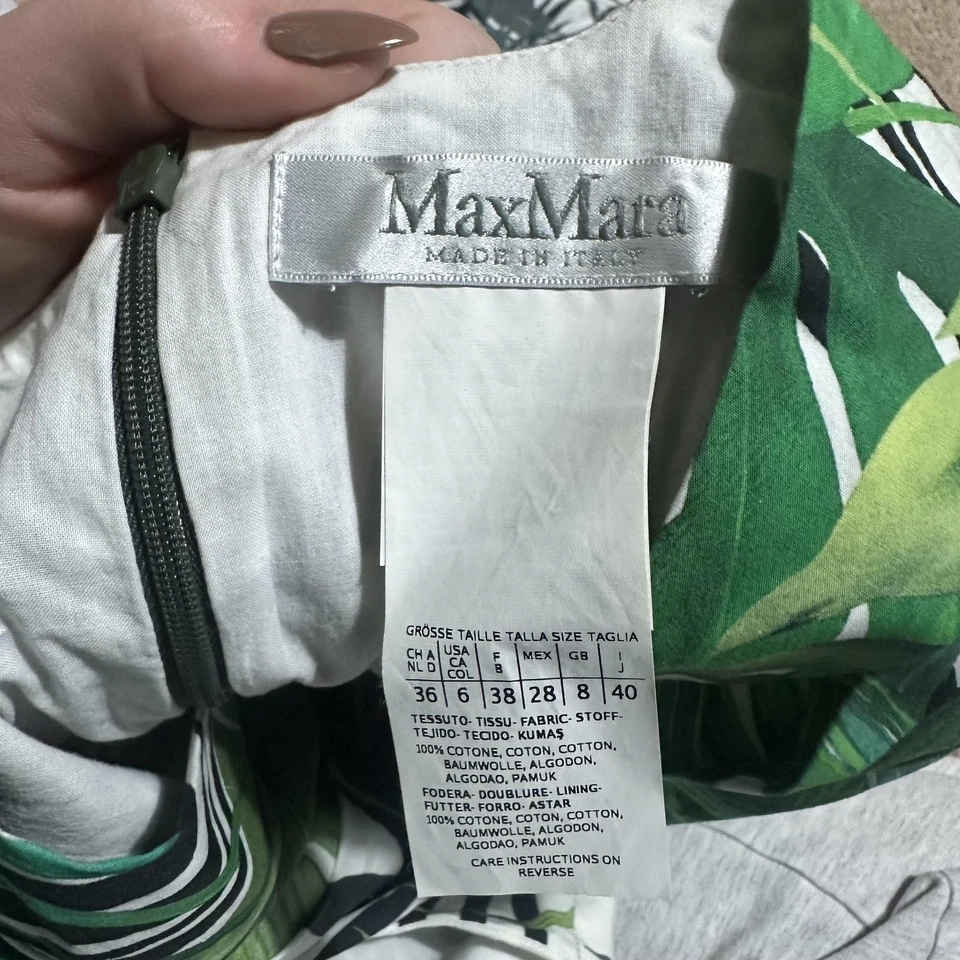 MaxMara
MADE IN ITALY
GRÖSSE TAILLE TALLA SIZE TAGLIA
CH A NL D USA CA COL F B MEX GB I J
36 6 38 28 8 40
TESSUTO- TISSU- FABRIC- STOFF-
TEJIDO- TECIDO- KUMAŞ
100% COTONE, COTON, COTTON,
BAUMWOLLE, ALGODON,
ALGODAO, PAMUK
FODERA- DOUBLURE- LINING-
FUTTER- FORRO- ASTAR
100% COTONE, COTON, COTTON,
BAUMWOLLE, ALGODON,
ALGODAO, PAMUK
CARE INSTRUCTIONS ON
REVERSE